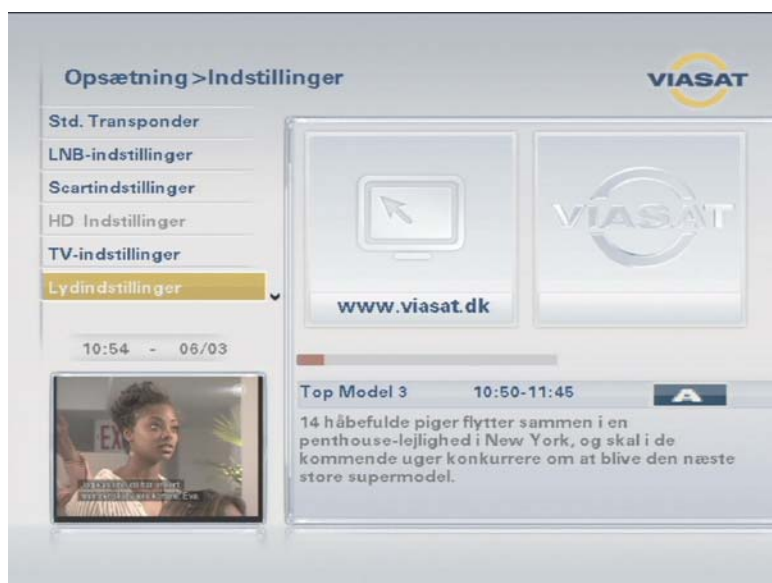 Opsætning>Indstillinger
VIASAT
Std. Transponder
LNB-indstillinger
Scartindstillinger
HD Indstillinger
TV-indstillinger
Lydindstillinger
10:54 - 06/03
EX
VIASAT
www.viasat.dk
Top Model 3 10:50-11:45 A
14 håbefulde piger flytter sammen i en
penthouse-lejlighed i New York, og skal i de
kommende uger konkurrere om at blive den næste
store supermodel.